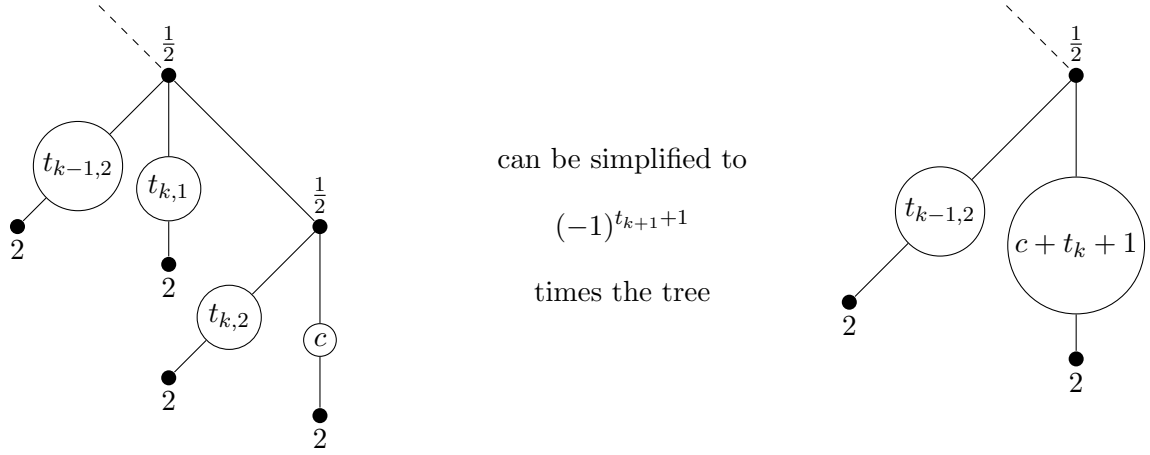 1/2
t_{k-1,2}
t_{k,1}
2
2
1/2
t_{k,2}
c
2
2
can be simplified to
(-1)^{t_{k+1}+1}
times the tree
1/2
t_{k-1,2}
c + t_k + 1
2
2